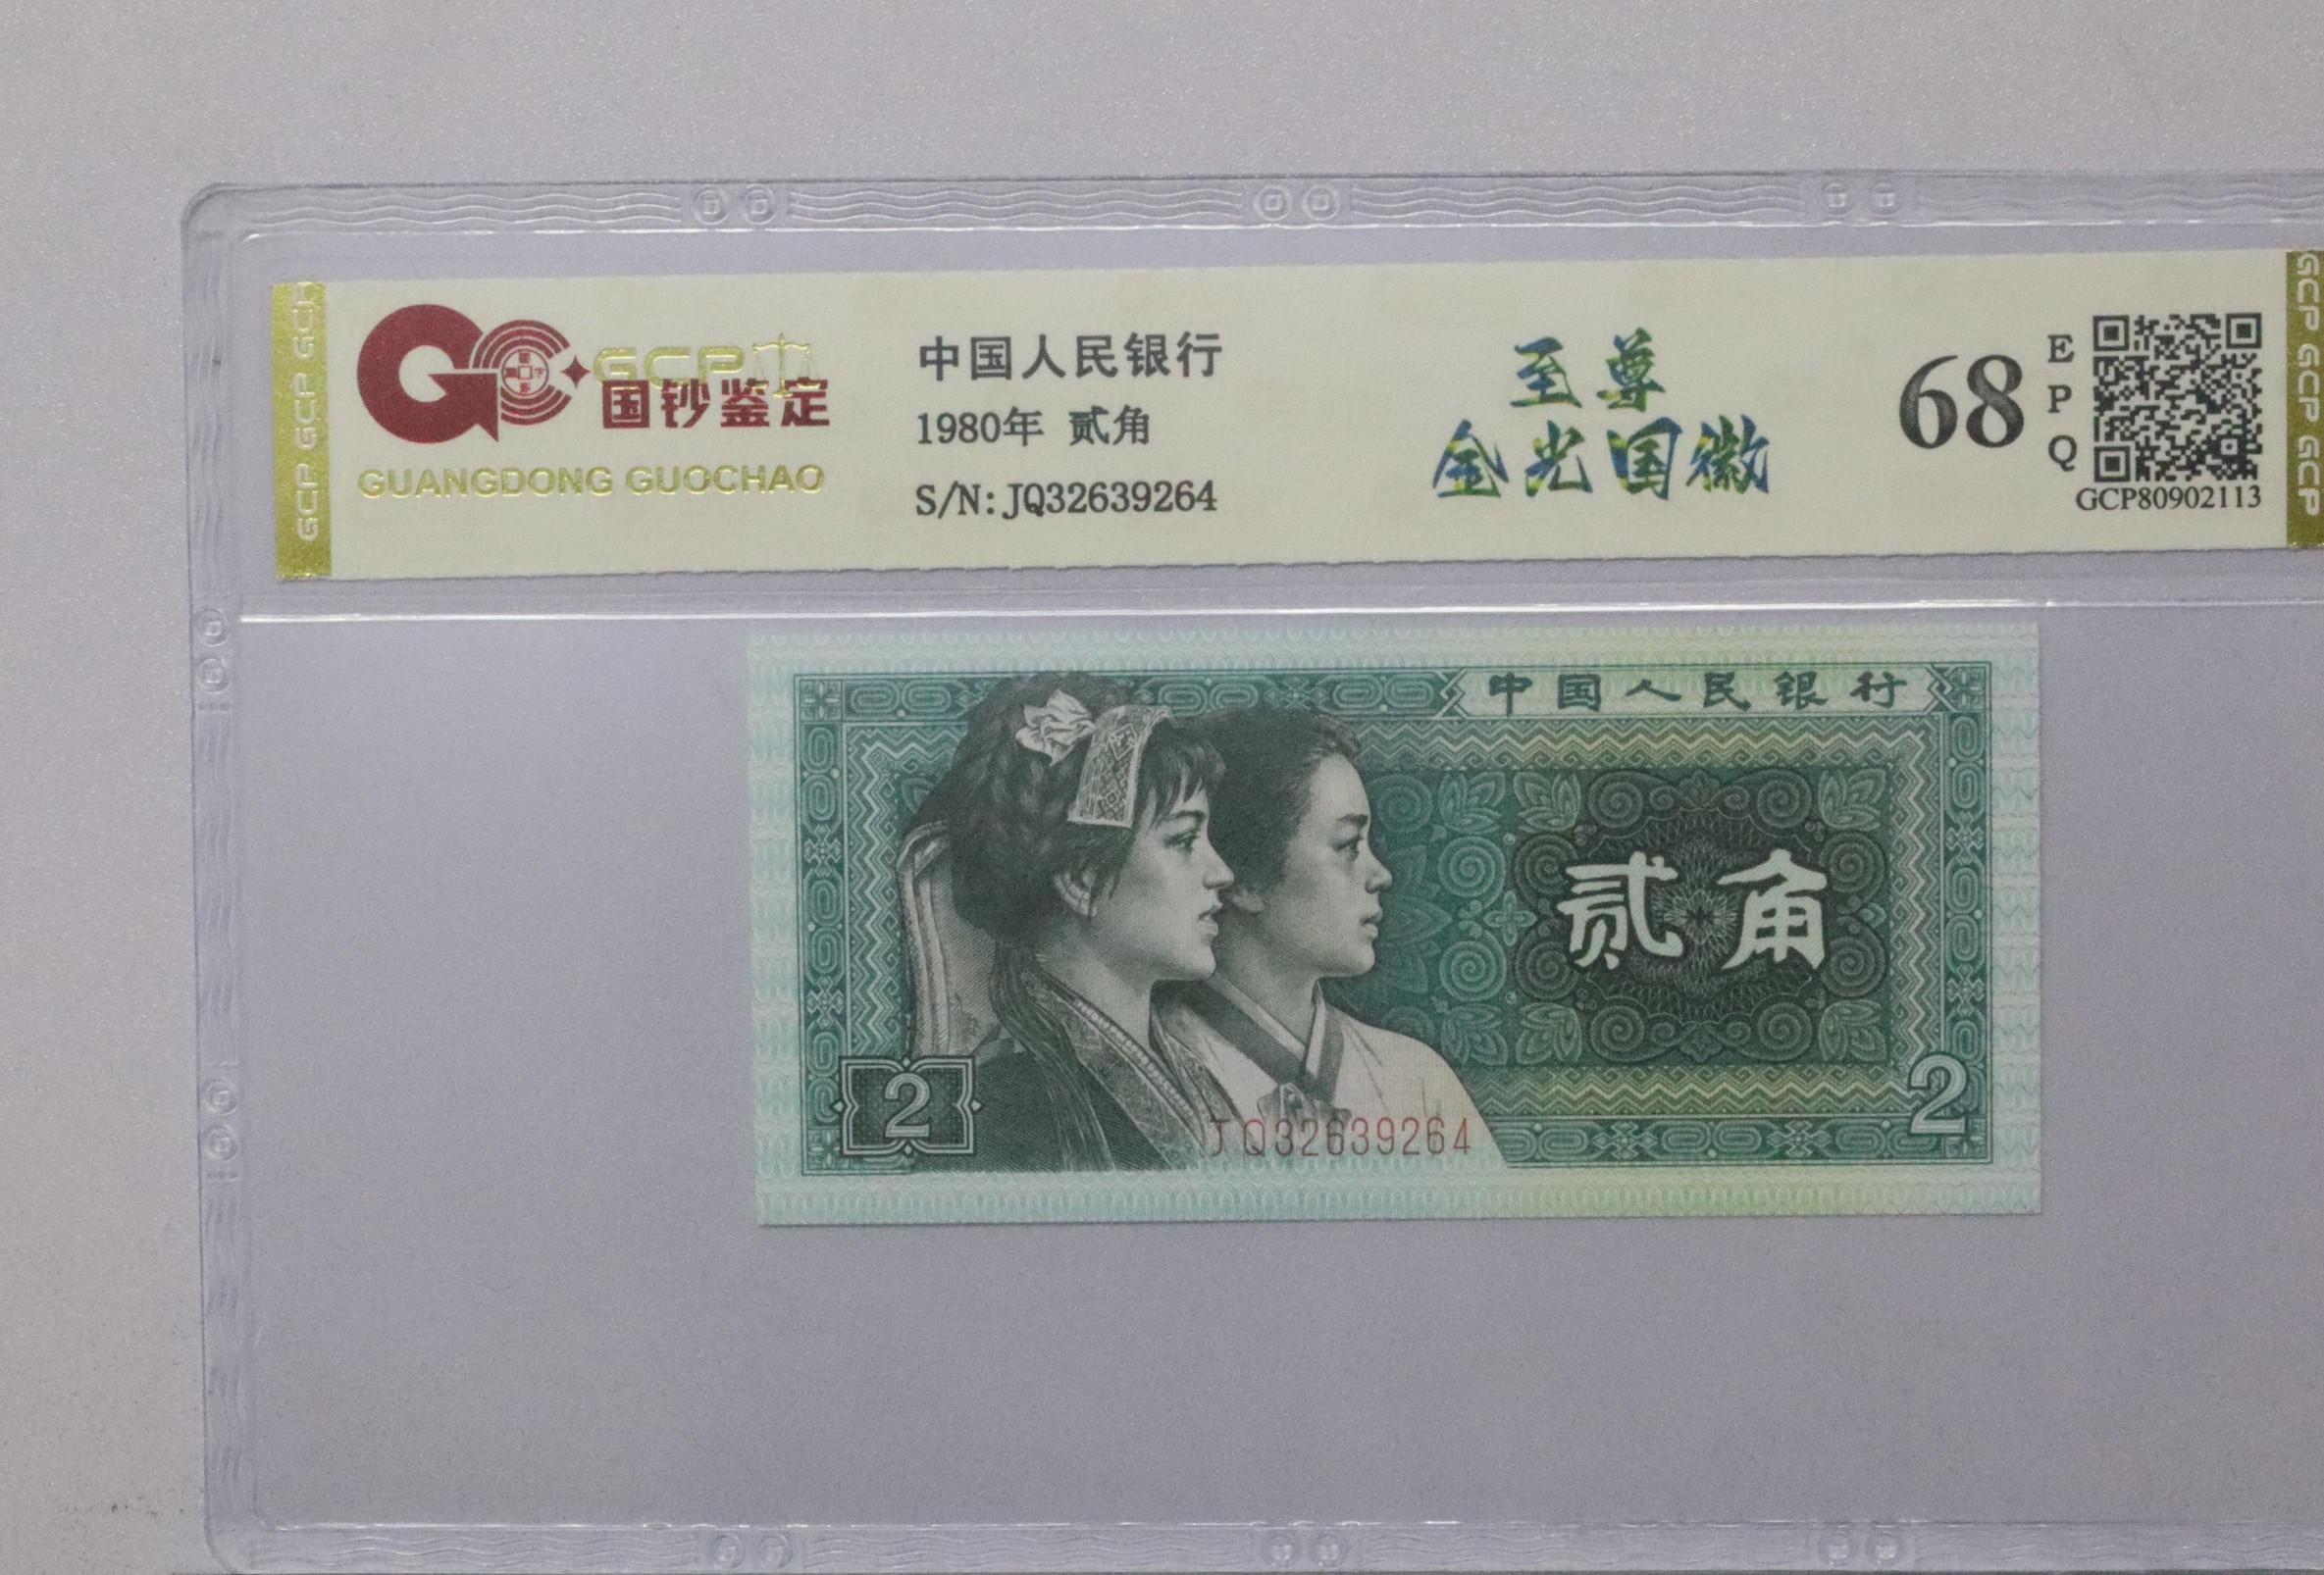 GCP
国钞鉴定
GUANGDONG GUOCHAO
中国人民银行
1980年 贰角
S/N: JQ32639264
至尊
金光国徽
68
EPQ
GCP80902113
GCP GCP GCP
GCP GCP GCP
中国人民银行
贰角
2
2
JQ32639264